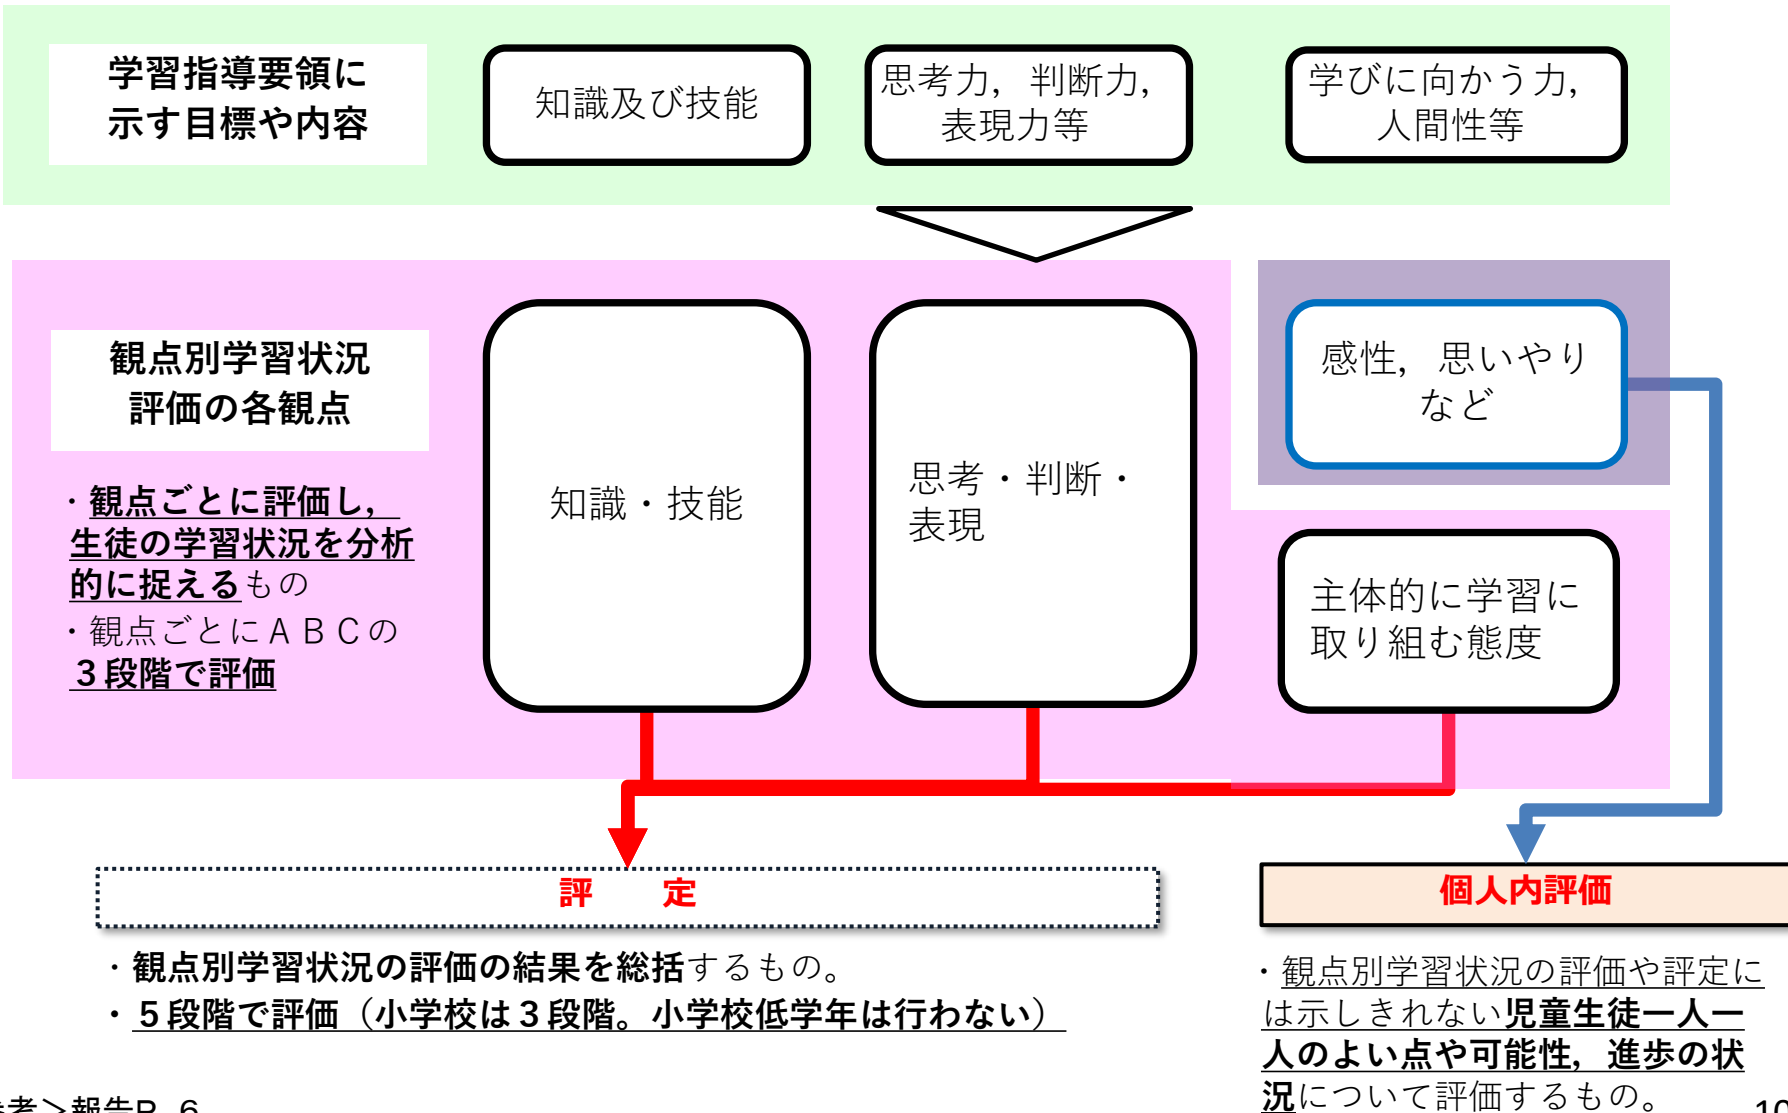 学習指導要領に
示す目標や内容
知識及び技能
思考力，判断力，
表現力等
学びに向かう力，
人間性等
観点別学習状況
評価の各観点
・観点ごとに評価し，
生徒の学習状況を分析
的に捉えるもの
・観点ごとにＡＢＣの
３段階で評価
知識・技能
思考・判断・
表現
感性，思いやり
など
主体的に学習に
取り組む態度
評　定
・観点別学習状況の評価の結果を総括するもの。
・５段階で評価（小学校は３段階。小学校低学年は行わない）
個人内評価
・観点別学習状況の評価や評定に
は示しきれない児童生徒一人一
人のよい点や可能性，進歩の状
況について評価するもの。
考＞報告P.6
10